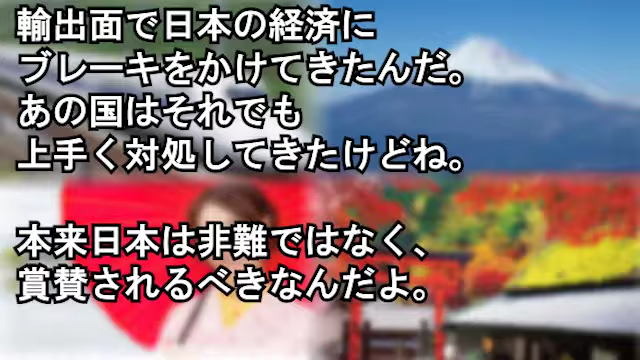 輸出面で日本の経済に
ブレーキをかけてきたんだ。
あの国はそれでも
上手く対処してきたけどね。
本来日本は非難ではなく、
賞賛されるべきなんだよ。